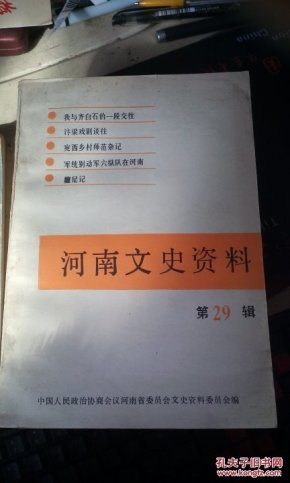 我与齐白石的一段交往
汴梁戏剧谈往
宛西乡村师范杂记
军统别动军六纵队在河南
蹠足记
河南文史资料
第29辑
中国人民政治协商会议河南省委员会文史资料委员会编
孔夫子旧书网